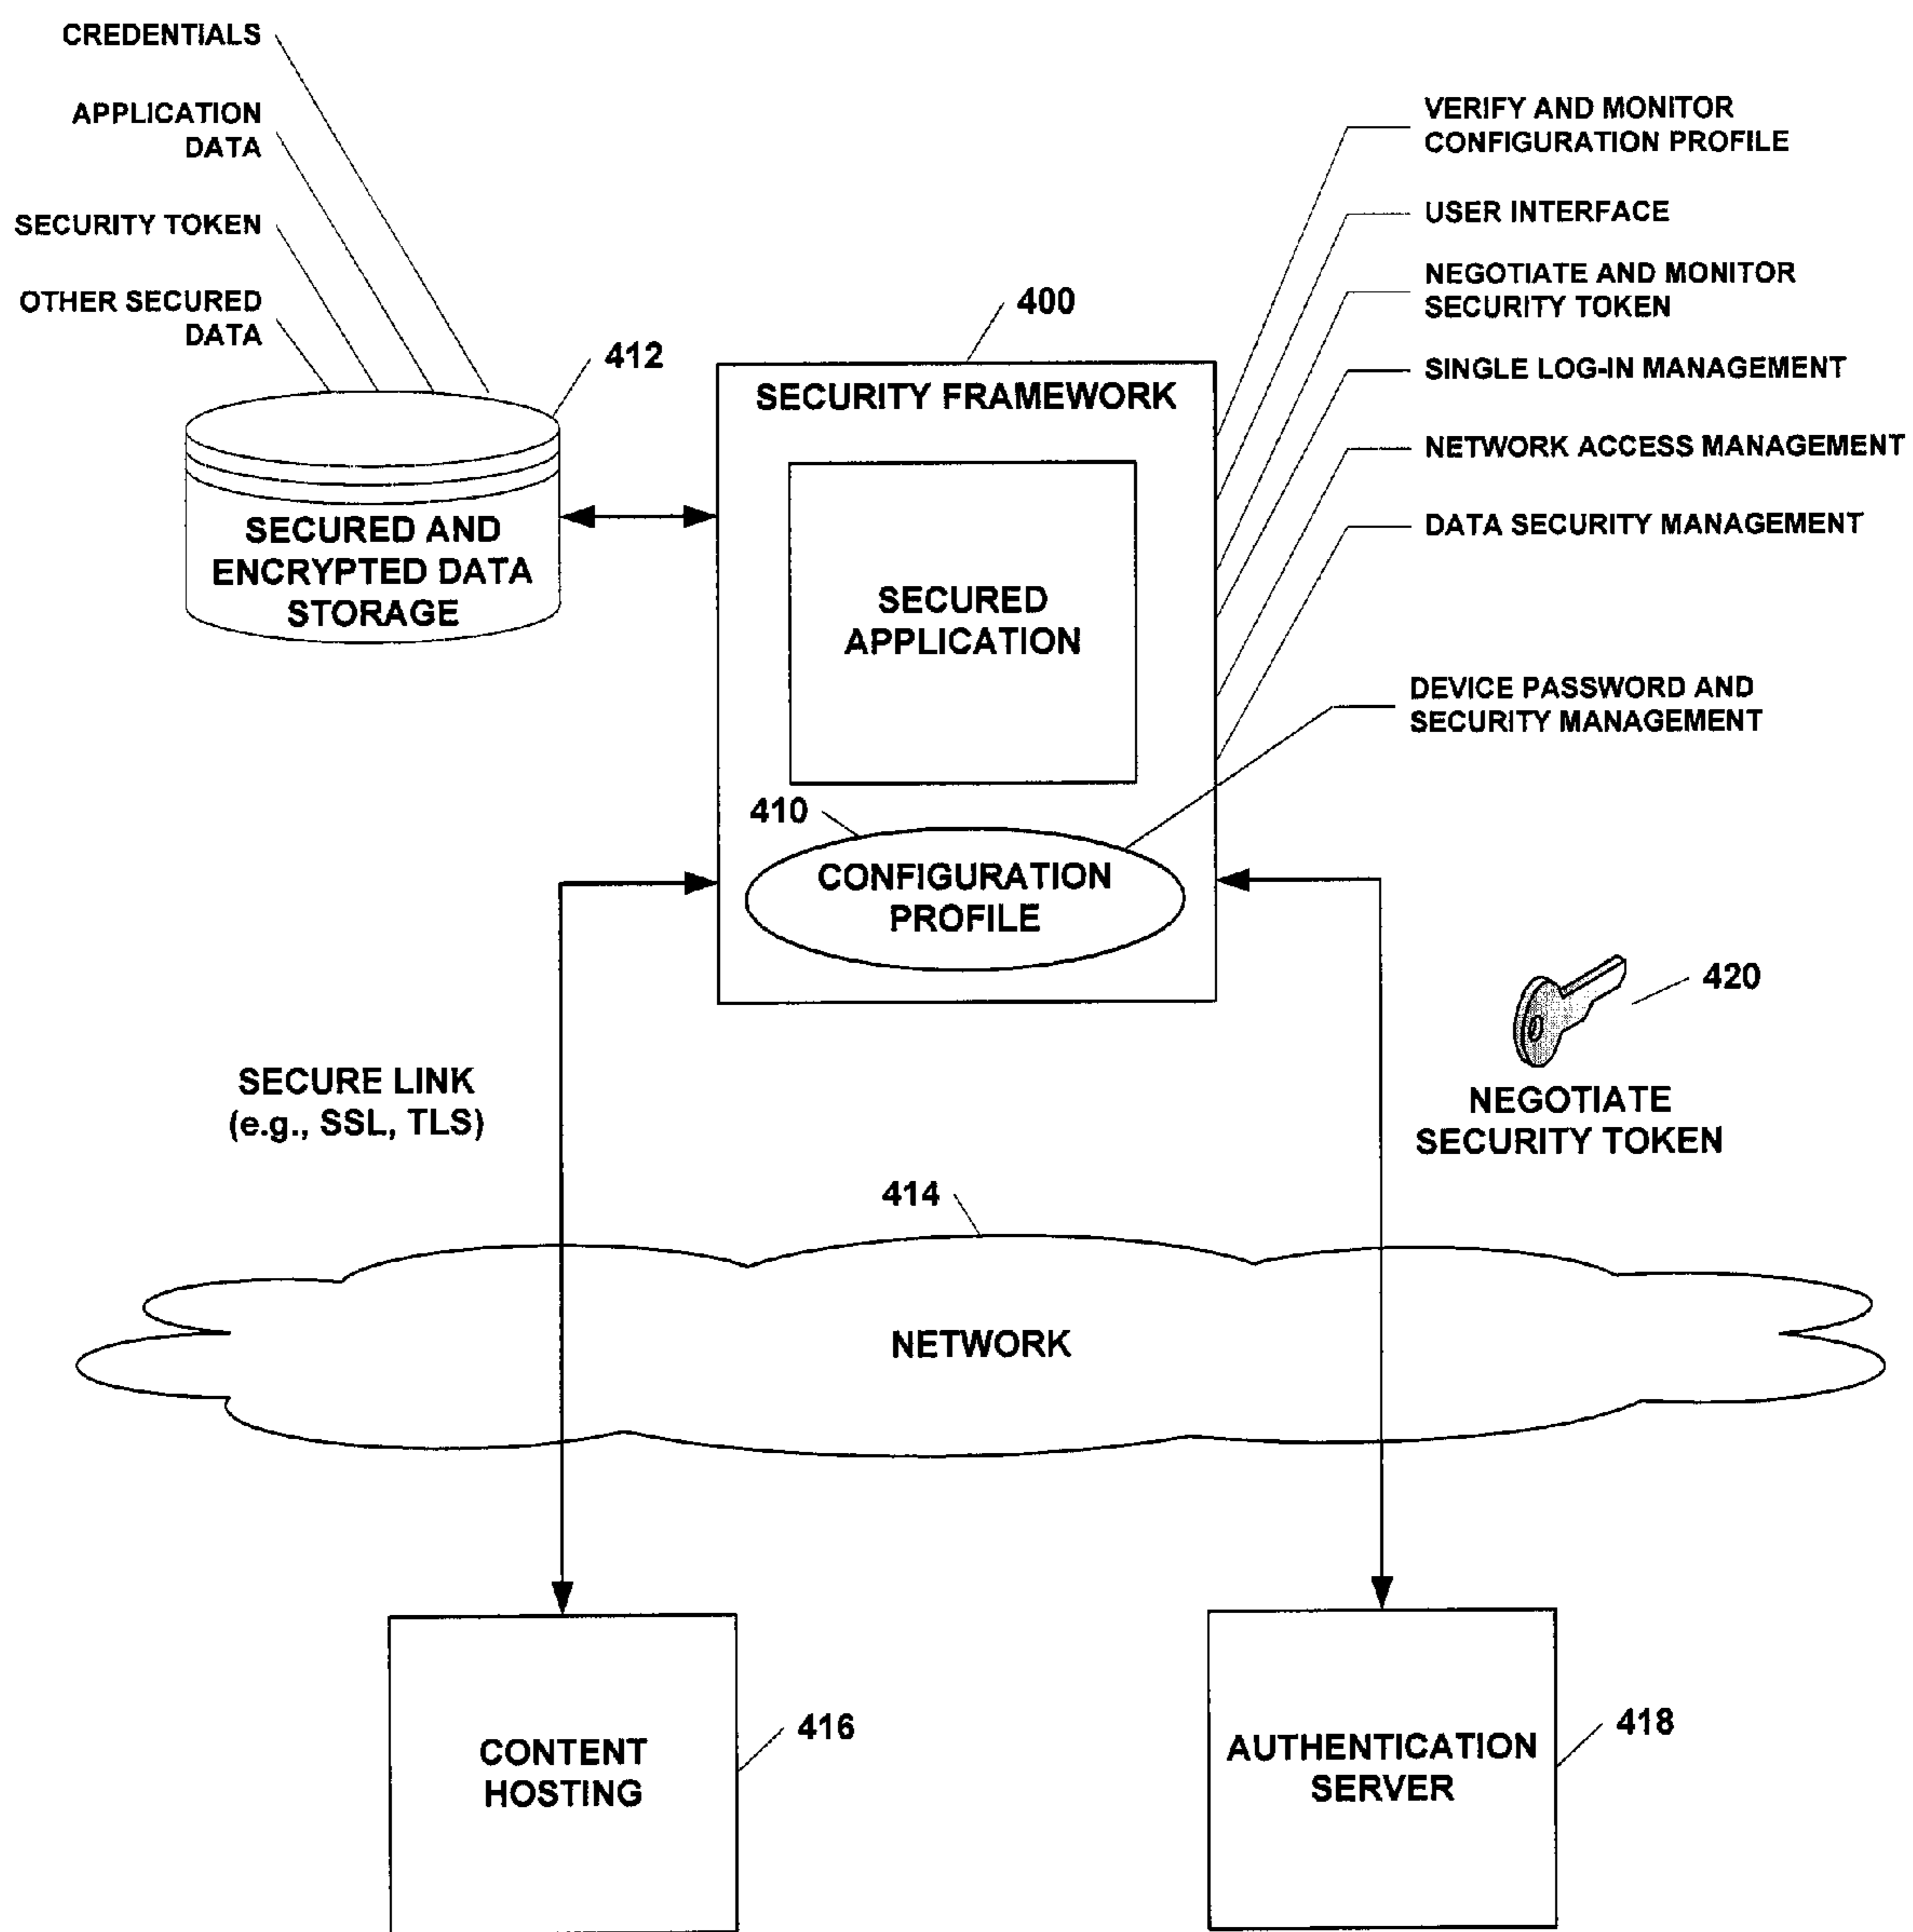 CREDENTIALS
APPLICATION
DATA
SECURITY TOKEN
OTHER SECURED
DATA
412
SECURED AND
ENCRYPTED DATA
STORAGE
400
SECURITY FRAMEWORK
SECURED
APPLICATION
410
CONFIGURATION
PROFILE
VERIFY AND MONITOR
CONFIGURATION PROFILE
USER INTERFACE
NEGOTIATE AND MONITOR
SECURITY TOKEN
SINGLE LOG-IN MANAGEMENT
NETWORK ACCESS MANAGEMENT
DATA SECURITY MANAGEMENT
DEVICE PASSWORD AND
SECURITY MANAGEMENT
420
NEGOTIATE
SECURITY TOKEN
SECURE LINK
(e.g., SSL, TLS)
414
NETWORK
CONTENT
HOSTING
416
AUTHENTICATION
SERVER
418